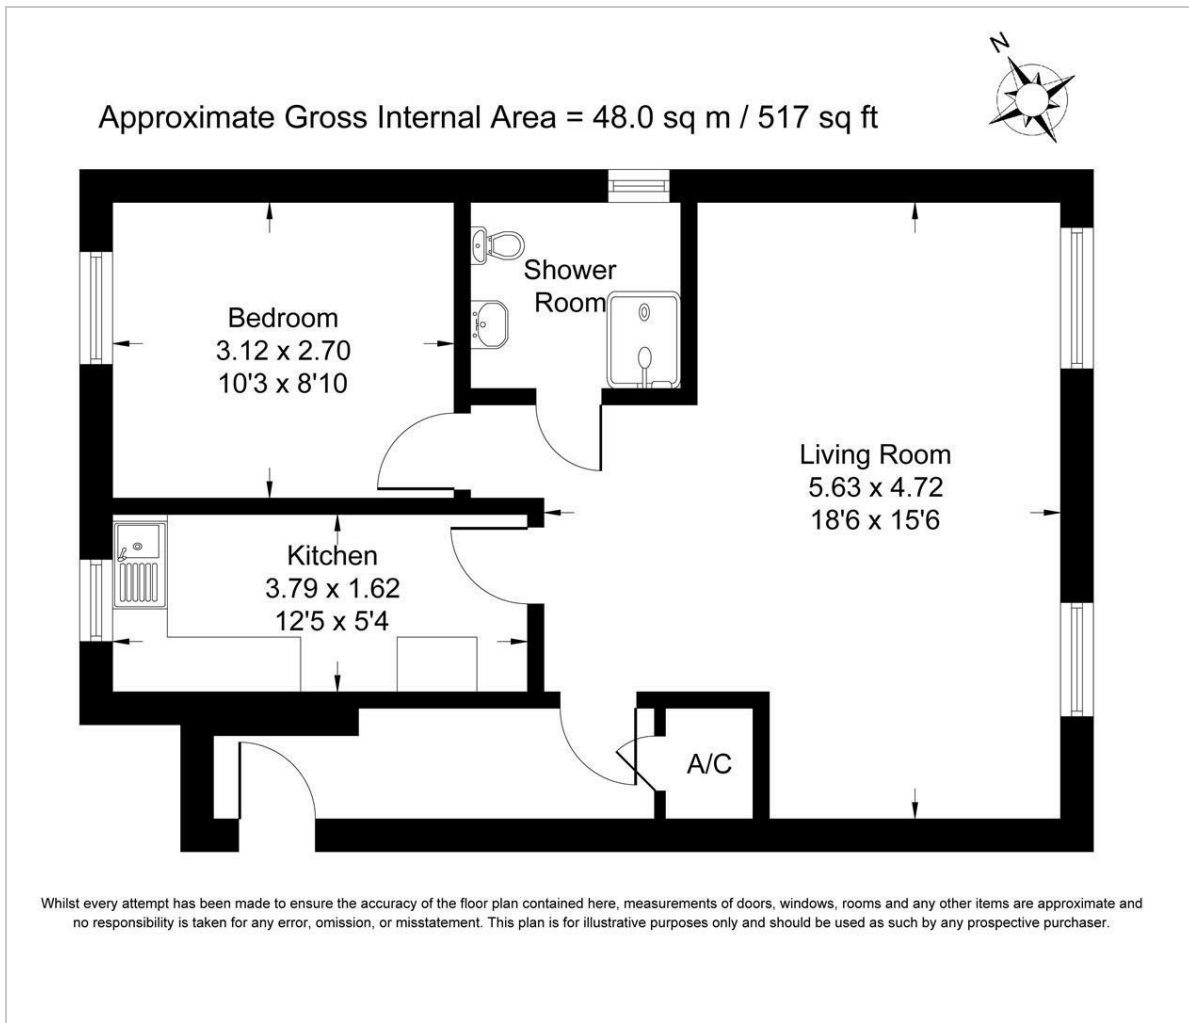 N
Approximate Gross Internal Area = 48.0 sq m / 517 sq ft
Shower
Room
Bedroom
3.12 x 2.70
10'3 x 8'10
Living Room
5.63 x 4.72
18'6 x 15'6
Kitchen
3.79 x 1.62
12'5 x 5'4
A/C
Whilst every attempt has been made to ensure the accuracy of the floor plan contained here, measurements of doors, windows, rooms and any other items are approximate and
no responsibility is taken for any error, omission, or misstatement. This plan is for illustrative purposes only and should be used as such by any prospective purchaser.